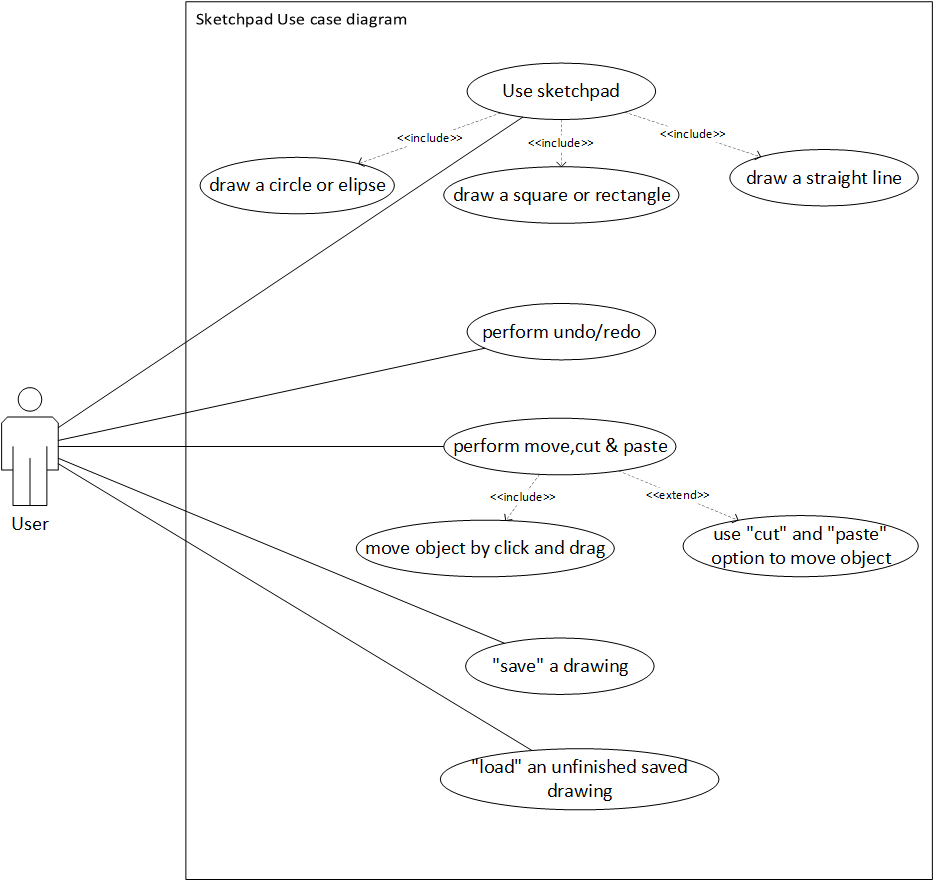 Sketchpad Use case diagram
Use sketchpad
<<include>>
<<include>>
<<include>>
draw a circle or elipse
draw a square or rectangle
draw a straight line
perform undo/redo
perform move,cut & paste
<<include>>
<<extend>>
User
move object by click and drag
use "cut" and "paste"
option to move object
"save" a drawing
"load" an unfinished saved
drawing